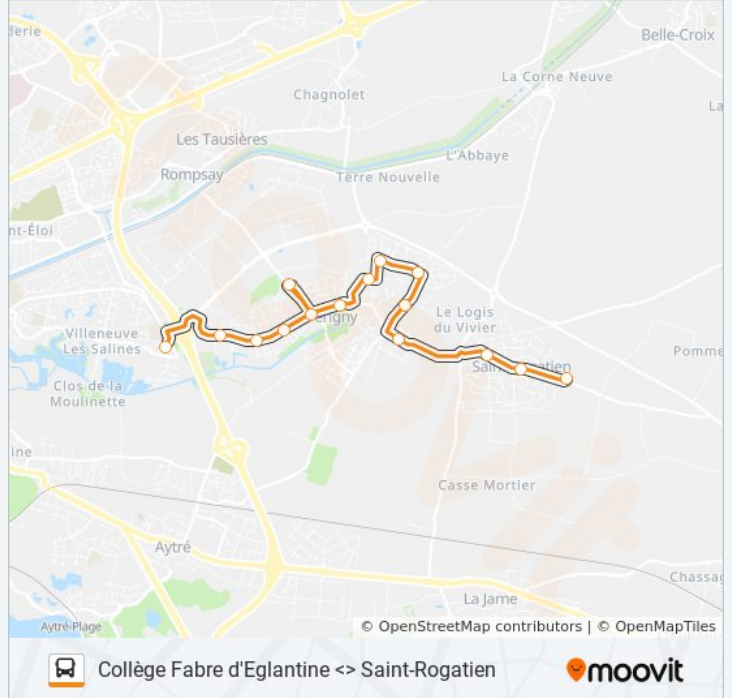 Belle-Croix
La Corne Neuve
Chagnolet
Les Tausières
L'Abbaye
Rompsay
Terre Nouvelle
nt-Éloi
Le Logis
du Vivier
Villeneuve
Les Salines
Pomme
Clos de la
Moulinette
ine
Casse Mortier
Aytré
Chassag
La Jarne
Aytré-Plage
© OpenStreetMap contributors | © OpenMapTiles
Collège Fabre d'Eglantine <> Saint-Rogatien
moovit